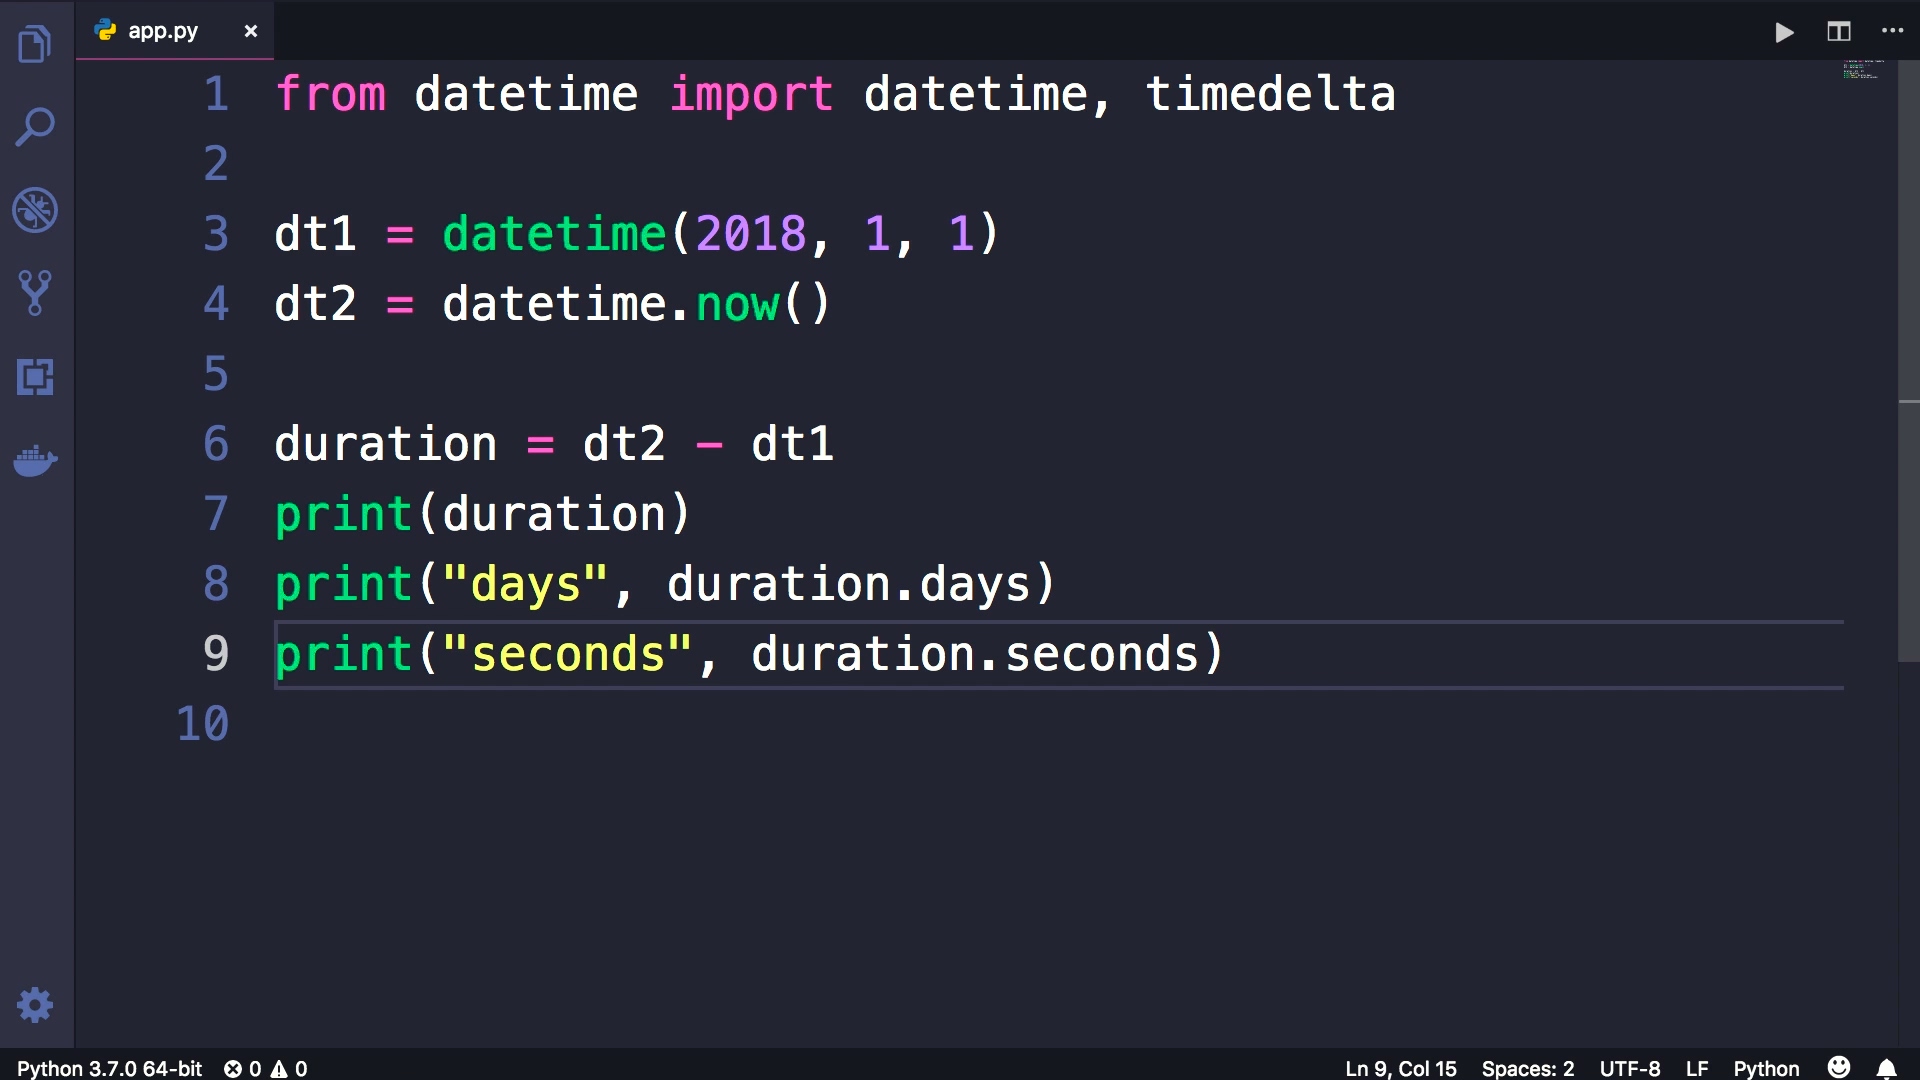 app.py ×
1 from datetime import datetime, timedelta
2
3 dt1 = datetime(2018, 1, 1)
4 dt2 = datetime.now()
5
6 duration = dt2 - dt1
7 print(duration)
8 print("days", duration.days)
9 print("seconds", duration.seconds)
10
Python 3.7.0 64-bit 0 0 Ln 9, Col 15 Spaces: 2 UTF-8 LF Python